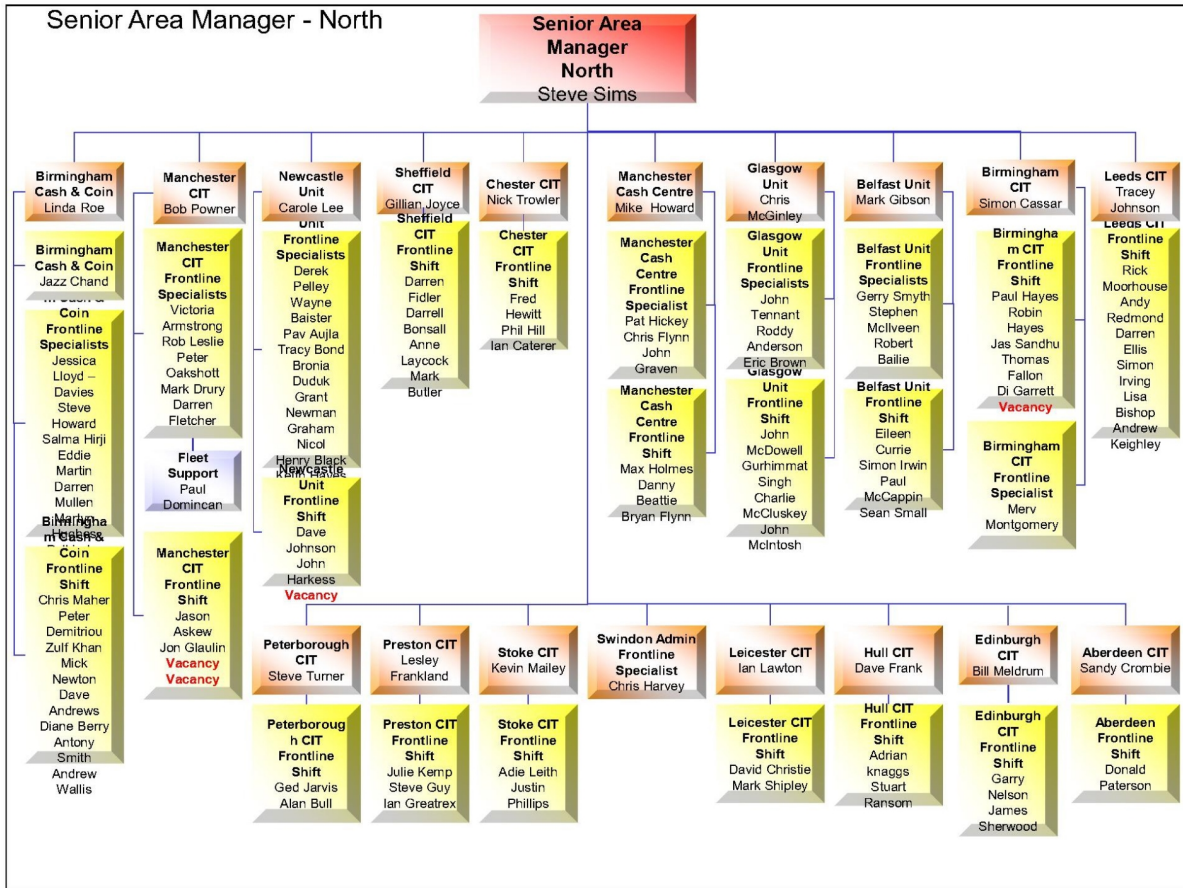 Senior Area Manager - North
Senior Area
Manager
North
Steve Sims
Birmingham
Cash & Coin
Linda Roe
Birmingham
Cash & Coin
Jazz Chand
m Cash &
Coin
Frontline
Specialists
Jessica
Lloyd –
Davies
Steve
Howard
Salma Hirji
Eddie
Martin
Darren
Mullen
Martyn
Hughes
Birmingha
m Cash &
Coin
Frontline
Shift
Chris Maher
Peter
Demitriou
Zulf Khan
Mick
Newton
Dave
Andrews
Diane Berry
Antony
Smith
Andrew
Wallis
Manchester
CIT
Bob Powner
Manchester
CIT
Frontline
Specialists
Victoria
Armstrong
Rob Leslie
Peter
Oakshott
Mark Drury
Darren
Fletcher
Fleet
Support
Paul
Domincan
Manchester
CIT
Frontline
Shift
Jason
Askew
Jon Glaulin
Vacancy
Vacancy
Newcastle
Unit
Carole Lee
Unit
Frontline
Specialists
Derek
Pelley
Wayne
Baister
Pav Aujla
Tracy Bond
Bronia
Duduk
Grant
Newman
Graham
Nicol
Henry Black
Keith Hayes
Newcastle
Unit
Frontline
Shift
Dave
Johnson
John
Harkess
Vacancy
Sheffield
CIT
Gillian Joyce
Sheffield
CIT
Frontline
Shift
Darren
Fidler
Darrell
Bonsall
Anne
Laycock
Mark
Butler
Chester CIT
Nick Trowler
Chester
CIT
Frontline
Shift
Fred
Hewitt
Phil Hill
Ian Caterer
Manchester
Cash Centre
Mike Howard
Manchester
Cash
Centre
Frontline
Specialist
Pat Hickey
Chris Flynn
John
Graven
Manchester
Cash
Centre
Frontline
Shift
Max Holmes
Danny
Beattie
Bryan Flynn
Glasgow
Unit
Chris
McGinley
Glasgow
Unit
Frontline
Specialists
John
Tennant
Roddy
Anderson
Eric Brown
Glasgow
Unit
Frontline
Shift
John
McDowell
Gurhimmat
Singh
Charlie
McCluskey
John
McIntosh
Belfast Unit
Mark Gibson
Belfast Unit
Frontline
Specialists
Gerry Smyth
Stephen
McIlveen
Robert
Bailie
Belfast Unit
Frontline
Shift
Eileen
Currie
Simon Irwin
Paul
McCappin
Sean Small
Birmingham
CIT
Simon Cassar
Birmingha
m CIT
Frontline
Shift
Paul Hayes
Robin
Hayes
Jas Sandhu
Thomas
Fallon
Di Garrett
Vacancy
Birmingham
CIT
Frontline
Specialist
Merv
Montgomery
Leeds CIT
Tracey
Johnson
Leeds CIT
Frontline
Shift
Rick
Moorhouse
Andy
Redmond
Darren
Ellis
Simon
Irving
Lisa
Bishop
Andrew
Keighley
Peterborough
CIT
Steve Turner
Peterboroug
h CIT
Frontline
Shift
Ged Jarvis
Alan Bull
Preston CIT
Lesley
Frankland
Preston CIT
Frontline
Shift
Julie Kemp
Steve Guy
Ian Greatrex
Stoke CIT
Kevin Mailey
Stoke CIT
Frontline
Shift
Adie Leith
Justin
Phillips
Swindon Admin
Frontline
Specialist
Chris Harvey
Leicester CIT
Ian Lawton
Leicester CIT
Frontline
Shift
David Christie
Mark Shipley
Hull CIT
Dave Frank
Hull CIT
Frontline
Shift
Adrian
knaggs
Stuart
Ransom
Edinburgh
CIT
Bill Meldrum
Edinburgh
CIT
Frontline
Shift
Garry
Nelson
James
Sherwood
Aberdeen CIT
Sandy Crombie
Aberdeen
Frontline
Shift
Donald
Paterson